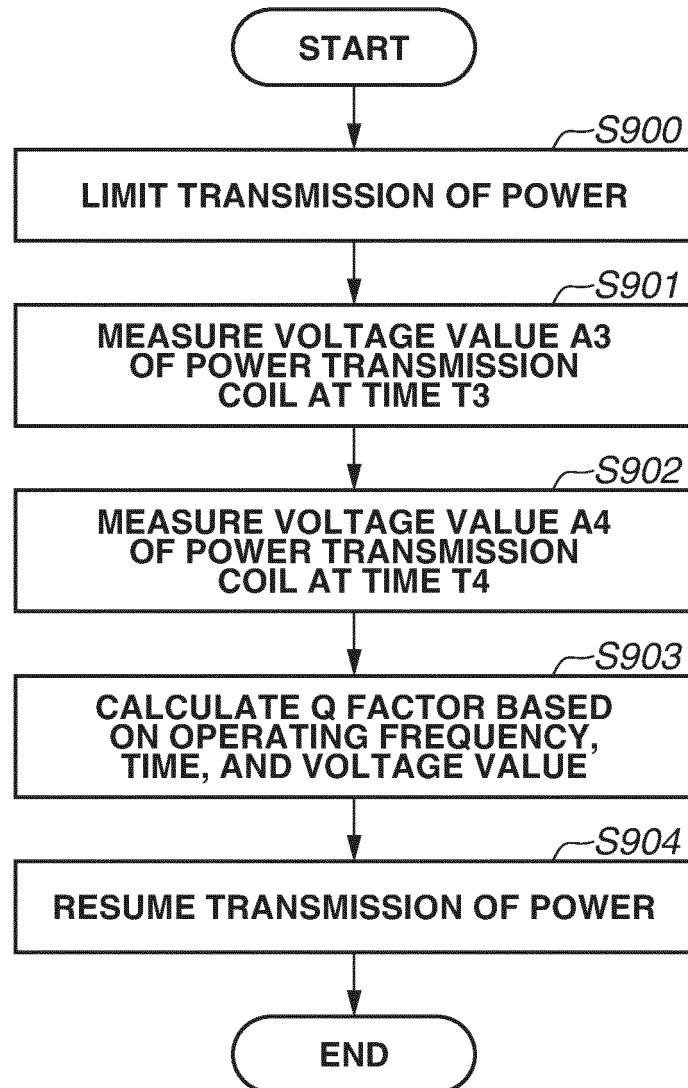 START
S900
LIMIT TRANSMISSION OF POWER
S901
MEASURE VOLTAGE VALUE A3
OF POWER TRANSMISSION
COIL AT TIME T3
S902
MEASURE VOLTAGE VALUE A4
OF POWER TRANSMISSION
COIL AT TIME T4
S903
CALCULATE Q FACTOR BASED
ON OPERATING FREQUENCY,
TIME, AND VOLTAGE VALUE
S904
RESUME TRANSMISSION OF POWER
END